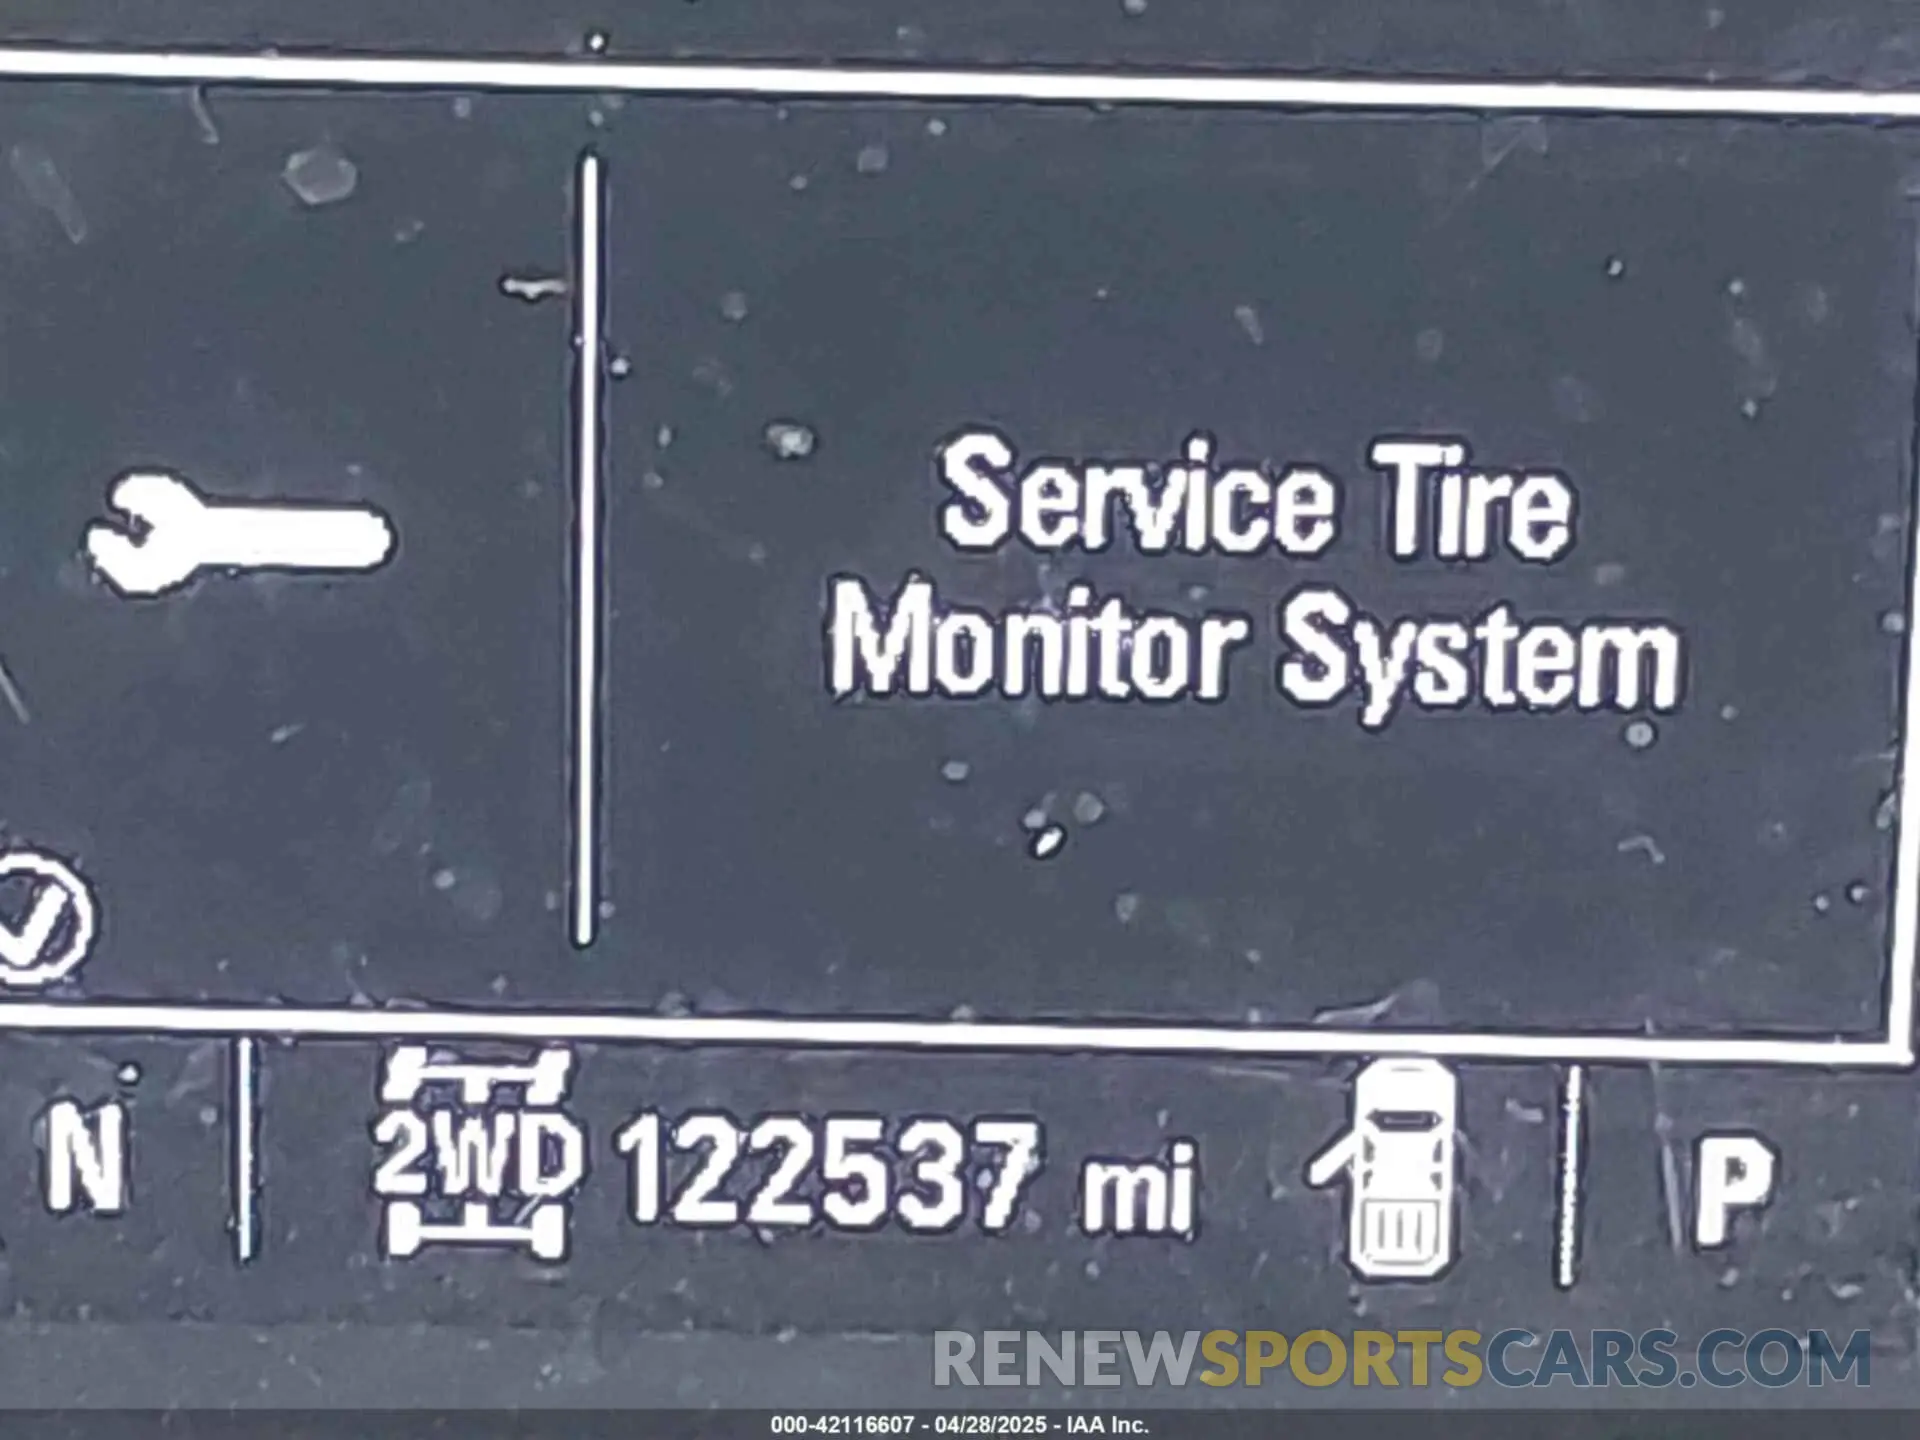 Service Tire
Monitor System
N 2WD 122537 mi P
RENEWSPORTSCARS.COM
000-42116607 - 04/28/2025 - IAA Inc.